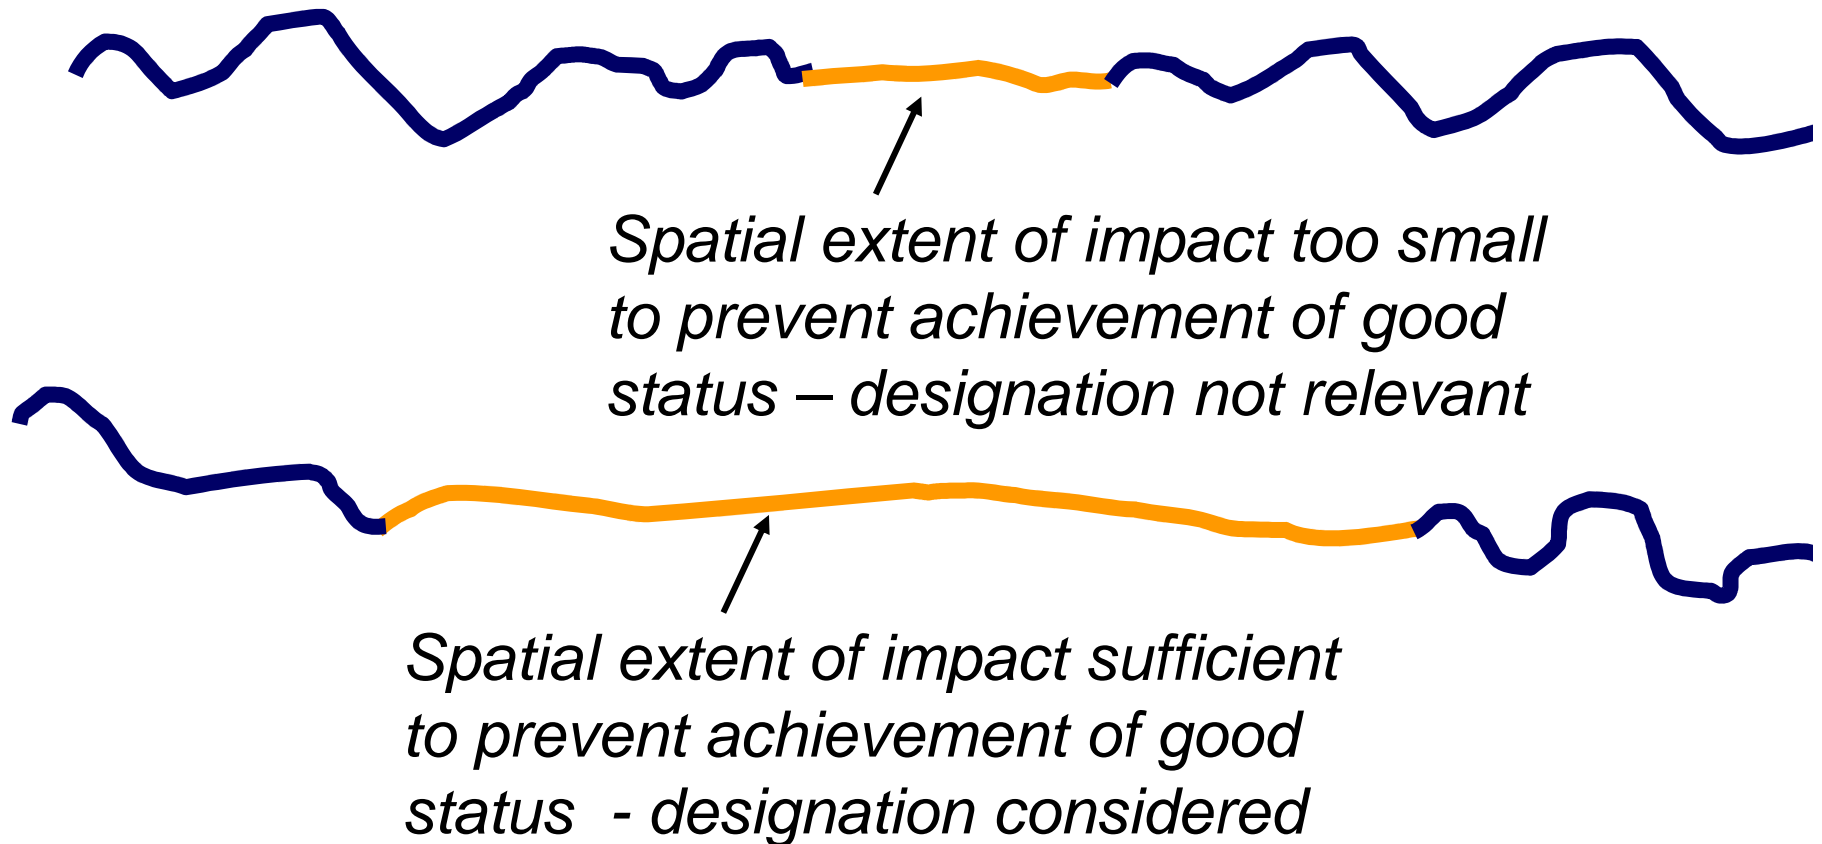 Spatial extent of impact too small
to prevent achievement of good
status – designation not relevant
Spatial extent of impact sufficient
to prevent achievement of good
status  - designation considered